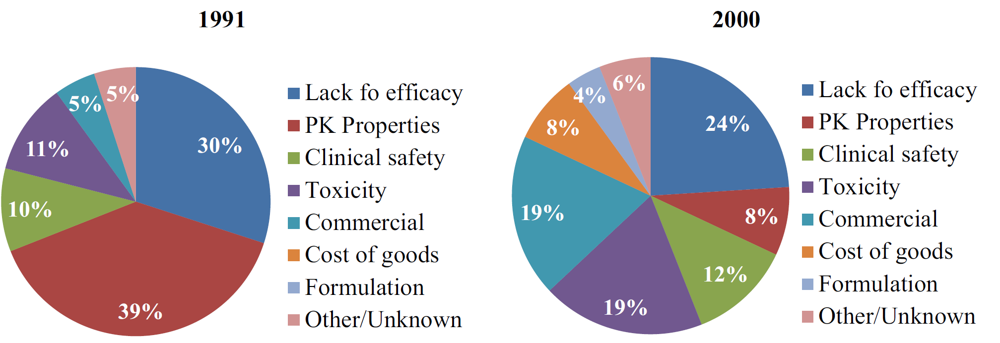 1991
30%
39%
10%
11%
5%
5%
Lack fo efficacy
PK Properties
Clinical safety
Toxicity
Commercial
Cost of goods
Formulation
Other/Unknown
2000
24%
8%
12%
19%
19%
8%
4%
6%
Lack fo efficacy
PK Properties
Clinical safety
Toxicity
Commercial
Cost of goods
Formulation
Other/Unknown